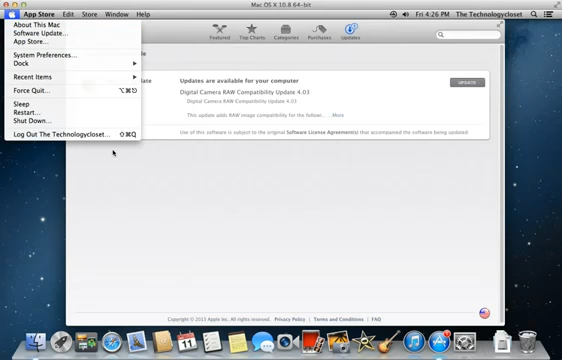 Mac OS X 10.8 64-bit
App Store Edit Store Window Help
Fri 4:26 PM The Technologycloset
About This Mac
Software Update...
App Store...
System Preferences...
Dock
Recent Items
Force Quit...
Sleep
Restart...
Shut Down...
Log Out The Technologycloset... ⇧⌘Q
Featured Top Charts Categories Purchases Updates
Updates are available for your computer
UPDATE
Digital Camera RAW Compatibility Update 4.03
Digital Camera RAW Compatibility Update 4.03
This update adds RAW image compatibility for the follow... More
Use of this software is subject to the original Software License Agreement(s) that accompanied the software being updated.
Copyright © 2013 Apple Inc. All rights reserved. Privacy Policy | Terms and Conditions | FAQ
11